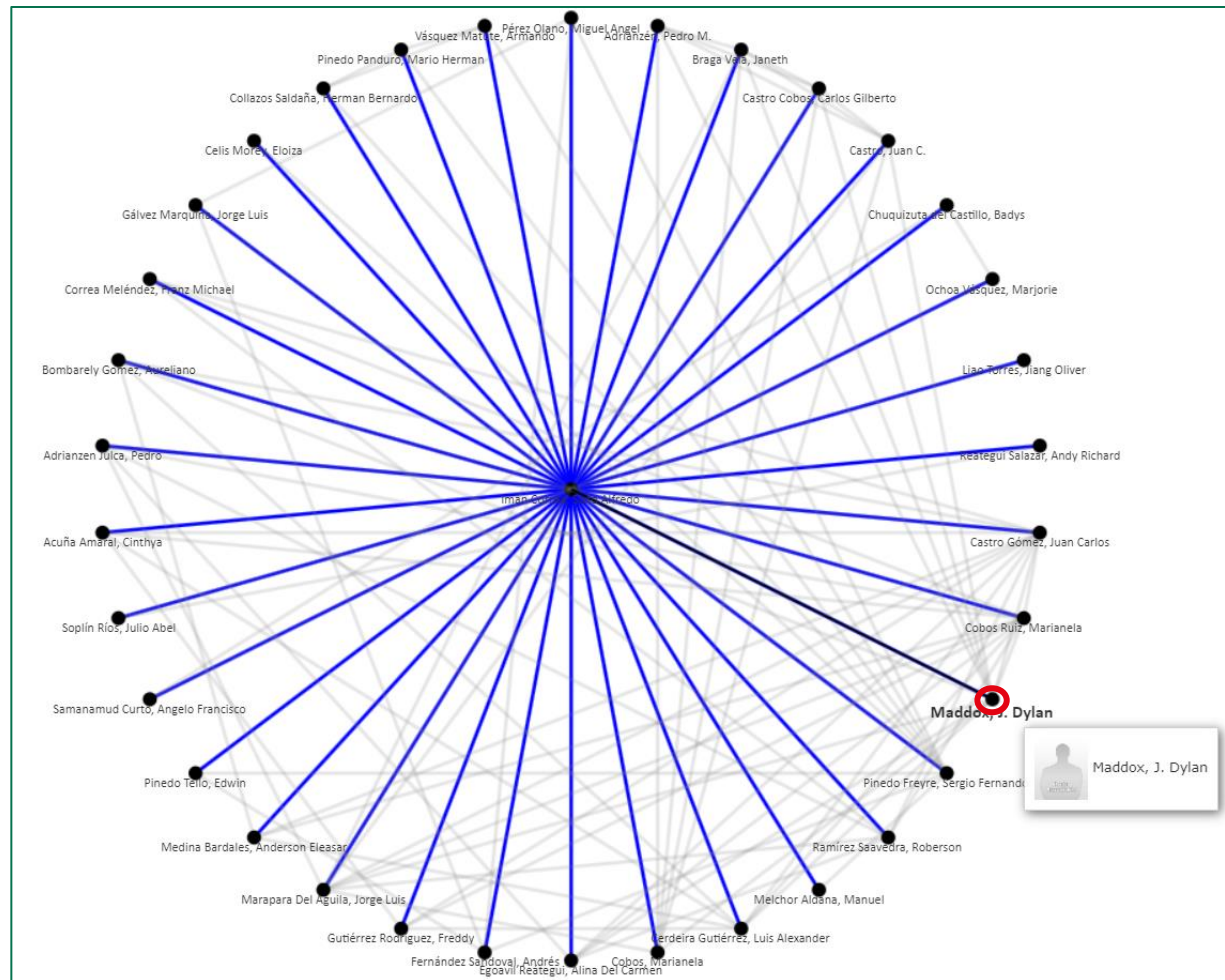 Pérez Olano, Miguel Angel
Vásquez Matute, Armando
Adrianzén, Pedro M.
Pinedo Panduro, Mario Herman
Braga Vela, Janeth
Collazos Saldaña, Herman Bernardo
Castro Cobos, Carlos Gilberto
Celis Morey, Eloiza
Castro, Juan C.
Gálvez Marquina, Jorge Luis
Chuquizuta del Castillo, Badys
Correa Meléndez, Franz Michael
Ochoa Vásquez, Marjorie
Bombarely Gomez, Aureliano
Liao Torres, Jiang Oliver
Adrianzen Julca, Pedro
Reátegui Salazar, Andy Richard
Alfredo
Acuña Amaral, Cinthya
Castro Gómez, Juan Carlos
Soplín Ríos, Julio Abel
Cobos Ruiz, Marianela
Samanamud Curto, Angelo Francisco
Maddox, J. Dylan
Maddox, J. Dylan
Pinedo Tello, Edwin
Pinedo Freyre, Sergio Fernando
Medina Bardales, Anderson Eleasar
Ramírez Saavedra, Roberson
Marapara Del Aguila, Jorge Luis
Melchor Aldana, Manuel
Gutiérrez Rodríguez, Freddy
Cerdeira Gutiérrez, Luís Alexander
Fernández Sandoval, Andrés
Cobos, Marianela
Egoavil Reátegui, Alina Del Carmen